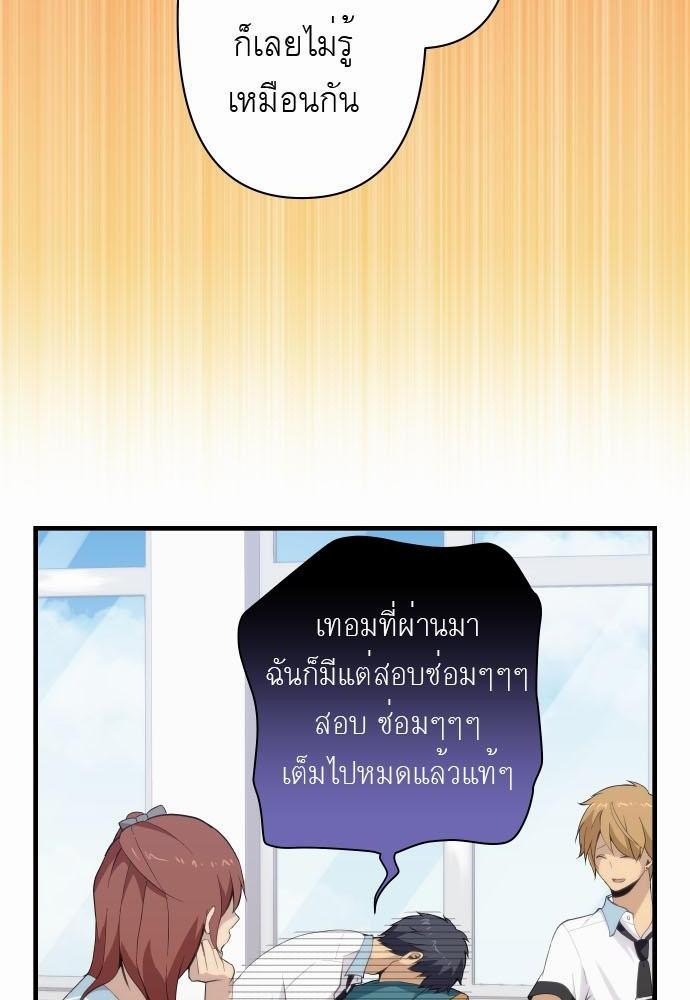 ก็เลยไม่รู้
เหมือนกัน
เทอมที่ผ่านมา
ฉันก็มีแต่สอบซ่อมๆๆๆ
สอบ ซ่อมๆๆๆ
เต็มไปหมดแล้วแท้ๆ